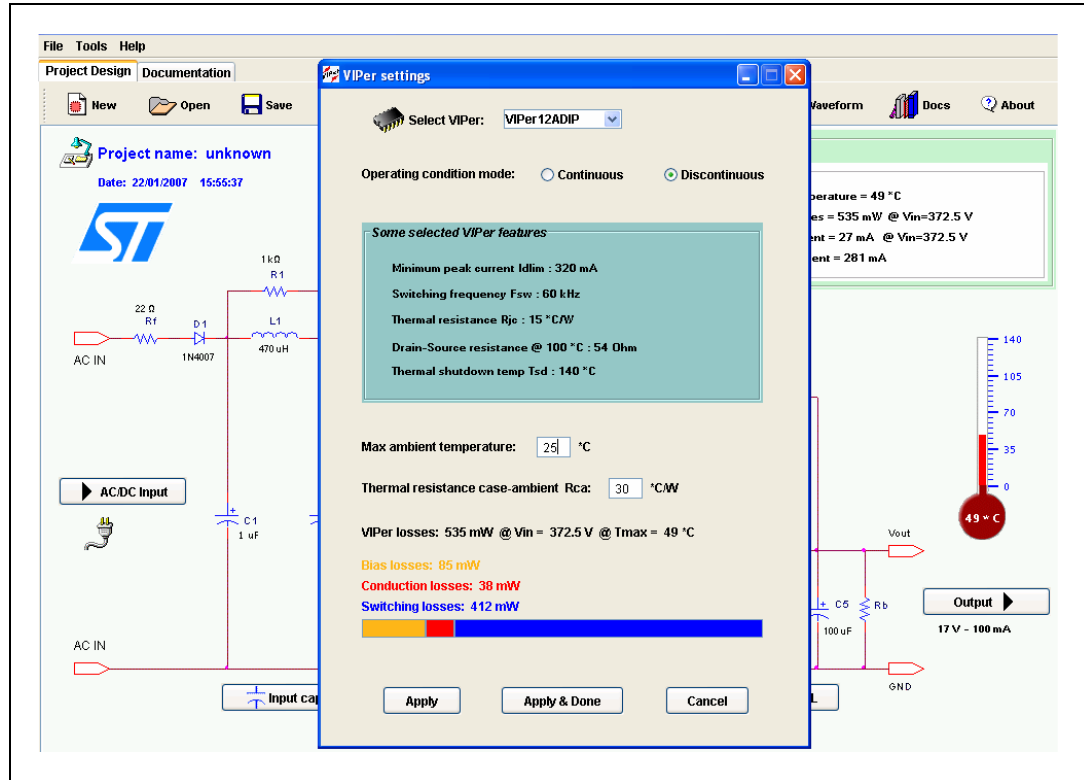 File Tools Help
Project Design Documentation
New Open Save Waveform Docs ? About
Project name: unknown
Date: 22/01/2007 15:55:37
ST
1 kΩ
R1
22 Ω
Rf
D1
L1
AC IN
1N4007
470 uH
AC/DC Input
+
C1
1 uF
AC IN
Input cap
VIPer settings
Select VIPer: VIPer12ADIP
Operating condition mode: Continuous Discontinuous
Some selected VIPer features
Minimum peak current Idlim : 320 mA
Switching frequency Fsw : 60 kHz
Thermal resistance Rjc : 15 °C/W
Drain-Source resistance @ 100 °C : 54 Ohm
Thermal shutdown temp Tsd : 140 °C
Max ambient temperature: 25 °C
Thermal resistance case-ambient Rca: 30 °C/W
VIPer losses: 535 mW @ Vin = 372.5 V @ Tmax = 49 °C
Bias losses: 85 mW
Conduction losses: 38 mW
Switching losses: 412 mW
Apply Apply & Done Cancel
perature = 49 °C
es = 535 mW @ Vin=372.5 V
ent = 27 mA @ Vin=372.5 V
ent = 281 mA
140
105
70
35
0
49 °C
Vout
+ C5
Rb
100 uF
Output
17 V - 100 mA
GND
L